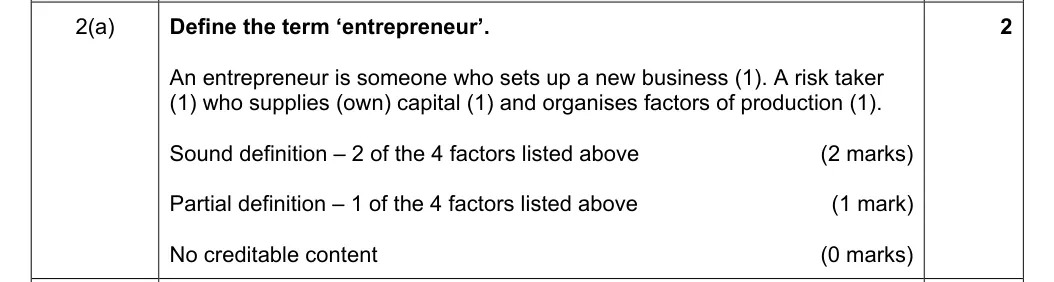 2(a) Define the term ‘entrepreneur’. 2
An entrepreneur is someone who sets up a new business (1). A risk taker
(1) who supplies (own) capital (1) and organises factors of production (1).
Sound definition – 2 of the 4 factors listed above (2 marks)
Partial definition – 1 of the 4 factors listed above (1 mark)
No creditable content (0 marks)